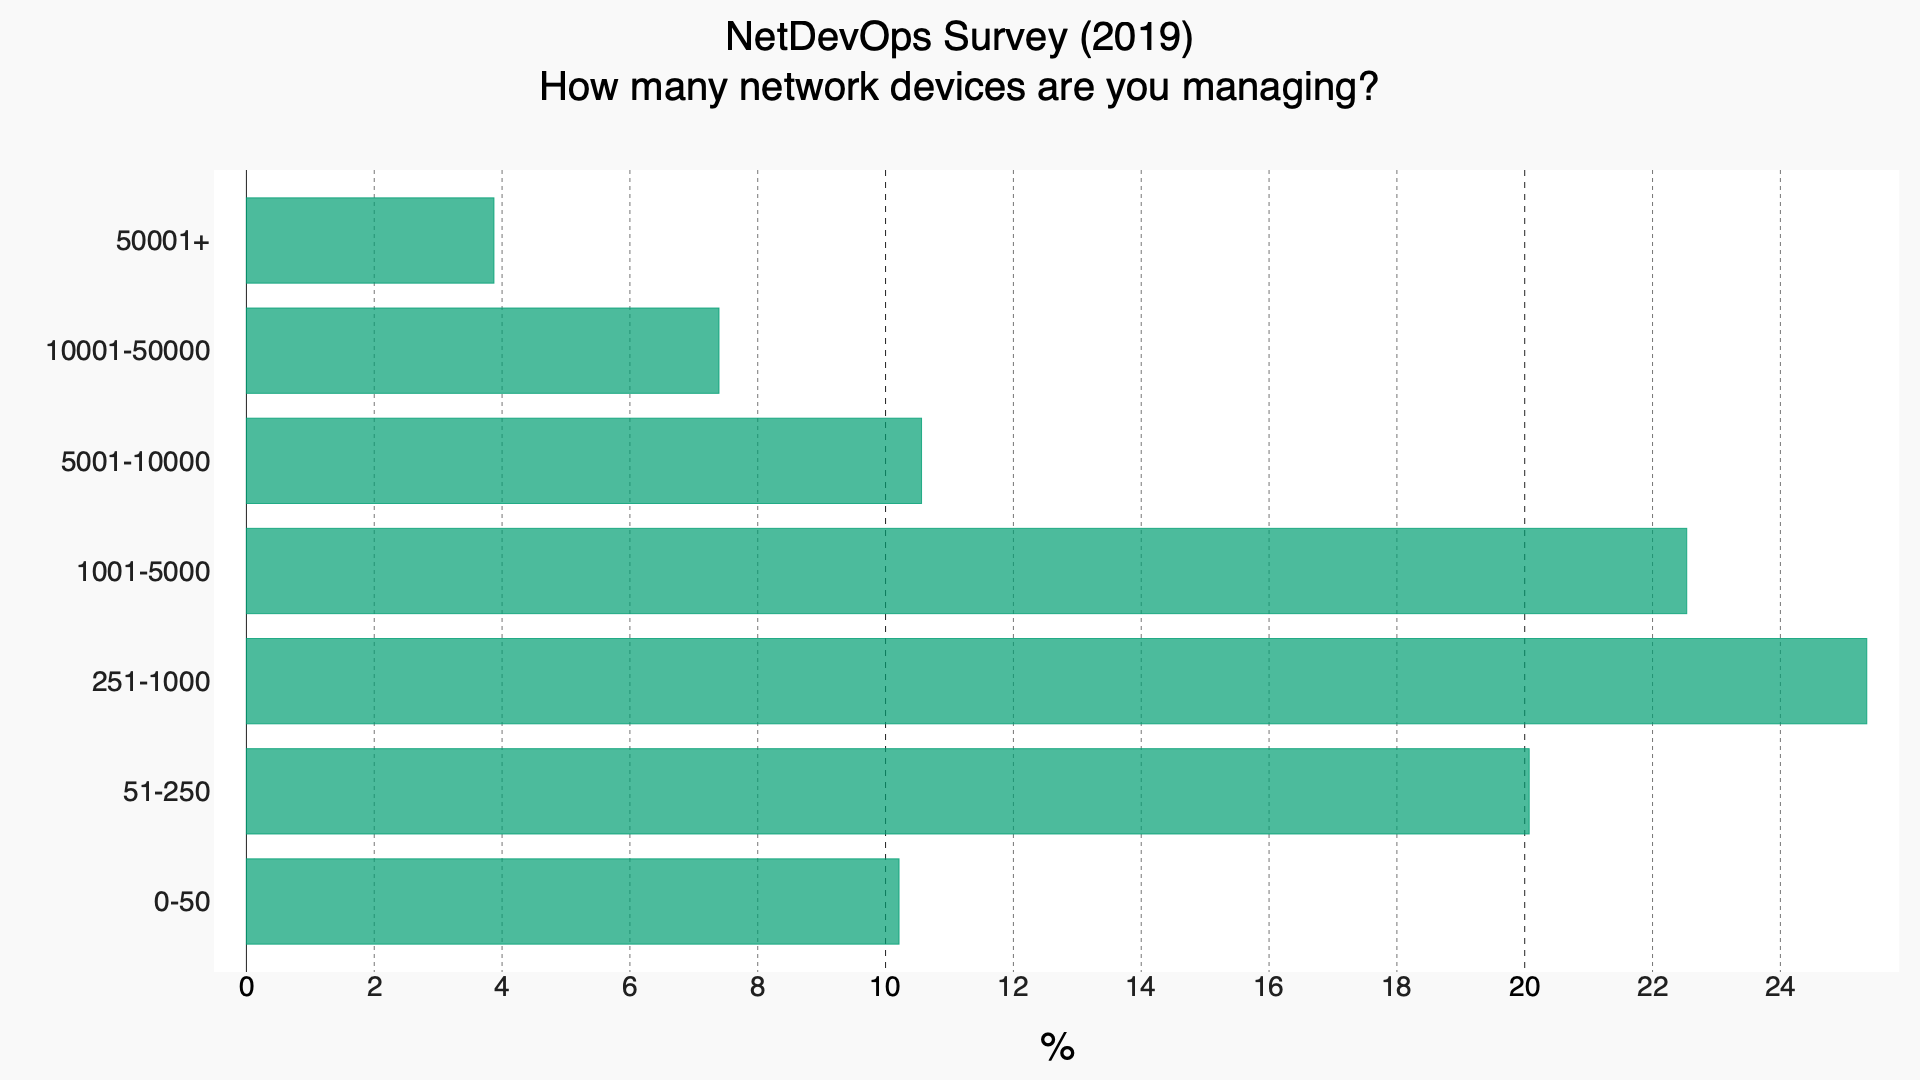 NetDevOps Survey (2019)
How many network devices are you managing?
50001+
10001-50000
5001-10000
1001-5000
251-1000
51-250
0-50
0 2 4 6 8 10 12 14 16 18 20 22 24
%